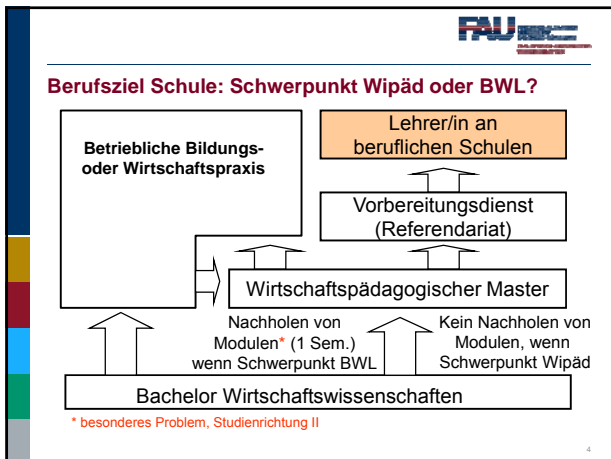 FAU
Berufsziel Schule: Schwerpunkt Wipäd oder BWL?
Betriebliche Bildungs-
oder Wirtschaftspraxis
Lehrer/in an
beruflichen Schulen
Vorbereitungsdienst
(Referendariat)
Wirtschaftspädagogischer Master
Nachholen von
Modulen* (1 Sem.)
wenn Schwerpunkt BWL
Kein Nachholen von
Modulen, wenn
Schwerpunkt Wipäd
Bachelor Wirtschaftswissenschaften
* besonderes Problem, Studienrichtung II
4